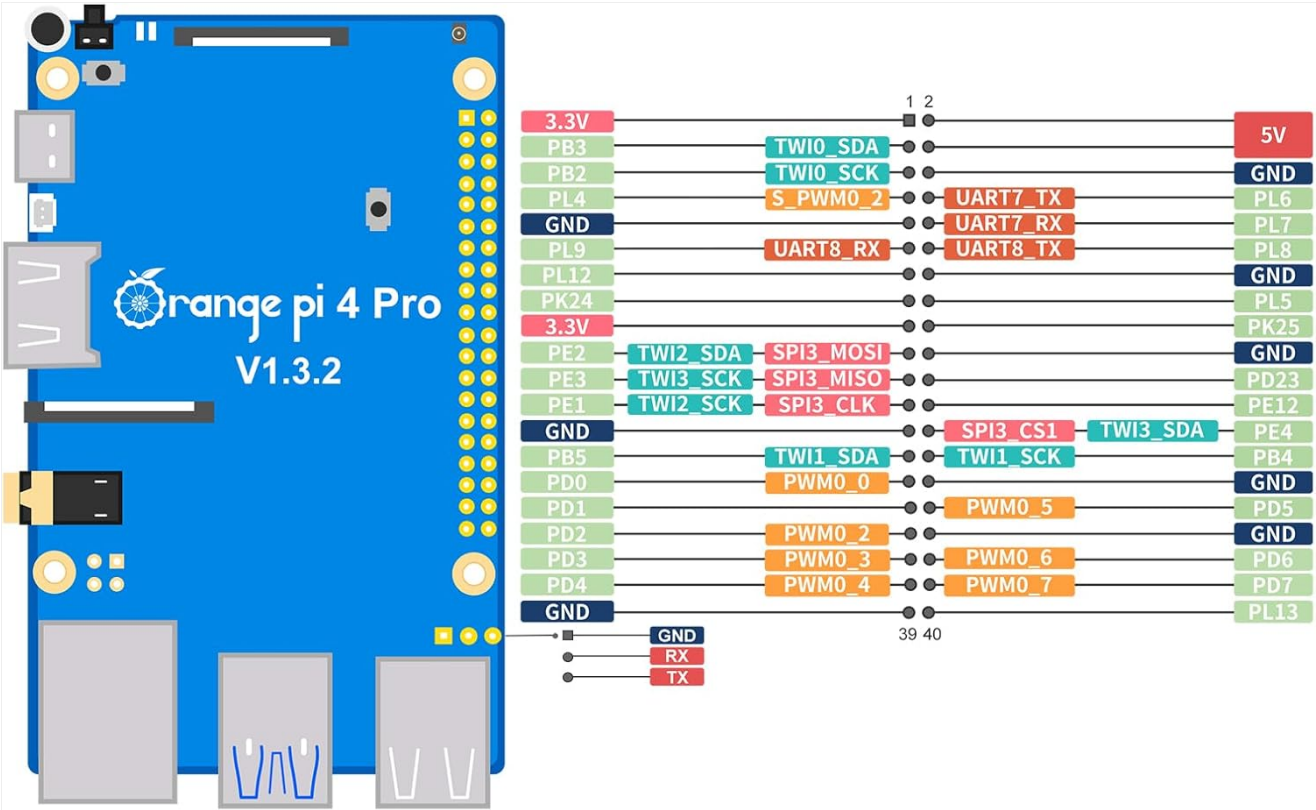 1 2
3.3V 5V
PB3 TWI0_SDA
PB2 TWI0_SCK GND
PL4 S_PWM0_2 UART7_TX PL6
GND UART7_RX PL7
PL9 UART8_RX UART8_TX PL8
PL12 GND
PK24 PL5
3.3V PK25
PE2 TWI2_SDA SPI3_MOSI GND
PE3 TWI3_SCK SPI3_MISO PD23
PE1 TWI2_SCK SPI3_CLK PE12
GND SPI3_CS1 TWI3_SDA PE4
PB5 TWI1_SDA TWI1_SCK PB4
PD0 PWM0_0 GND
PD1 PWM0_5 PD5
PD2 PWM0_2 GND
PD3 PWM0_3 PWM0_6 PD6
PD4 PWM0_4 PWM0_7 PD7
GND PL13
39 40
GND
RX
TX
Orange pi 4 Pro
V1.3.2